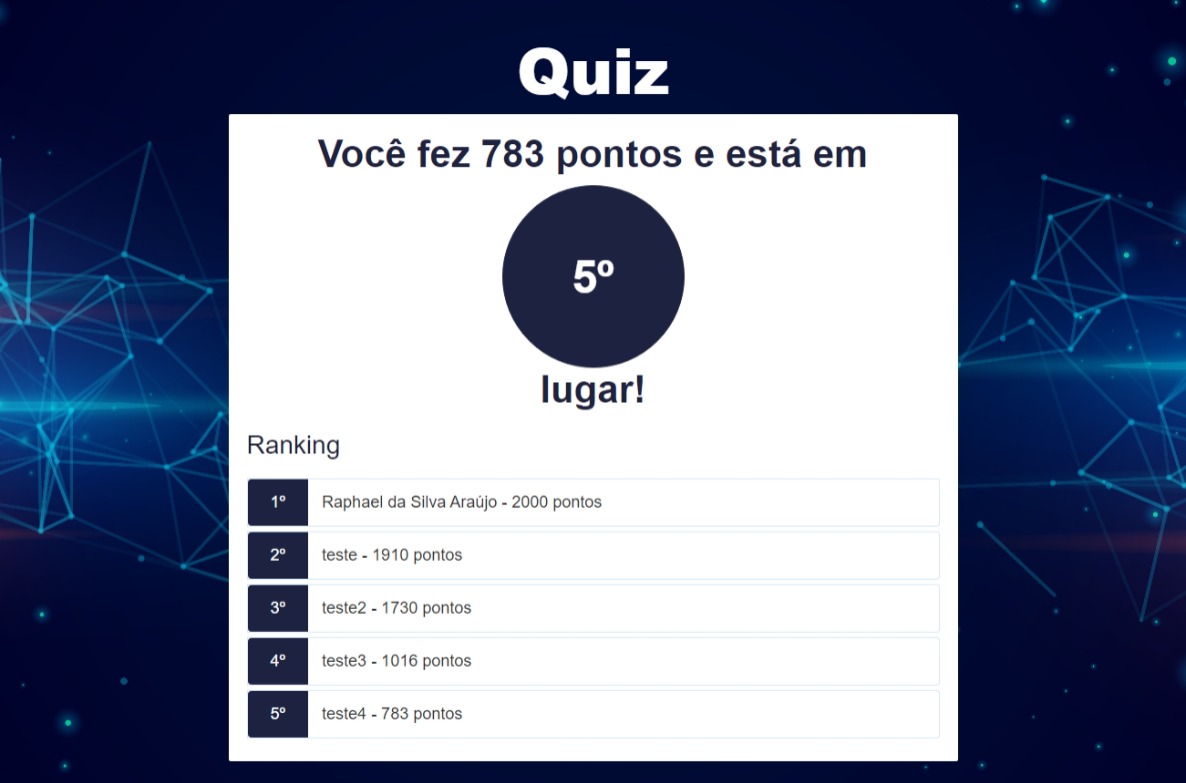 Quiz
Você fez 783 pontos e está em
5º
lugar!
Ranking
1º Raphael da Silva Araújo - 2000 pontos
2º teste - 1910 pontos
3º teste2 - 1730 pontos
4º teste3 - 1016 pontos
5º teste4 - 783 pontos